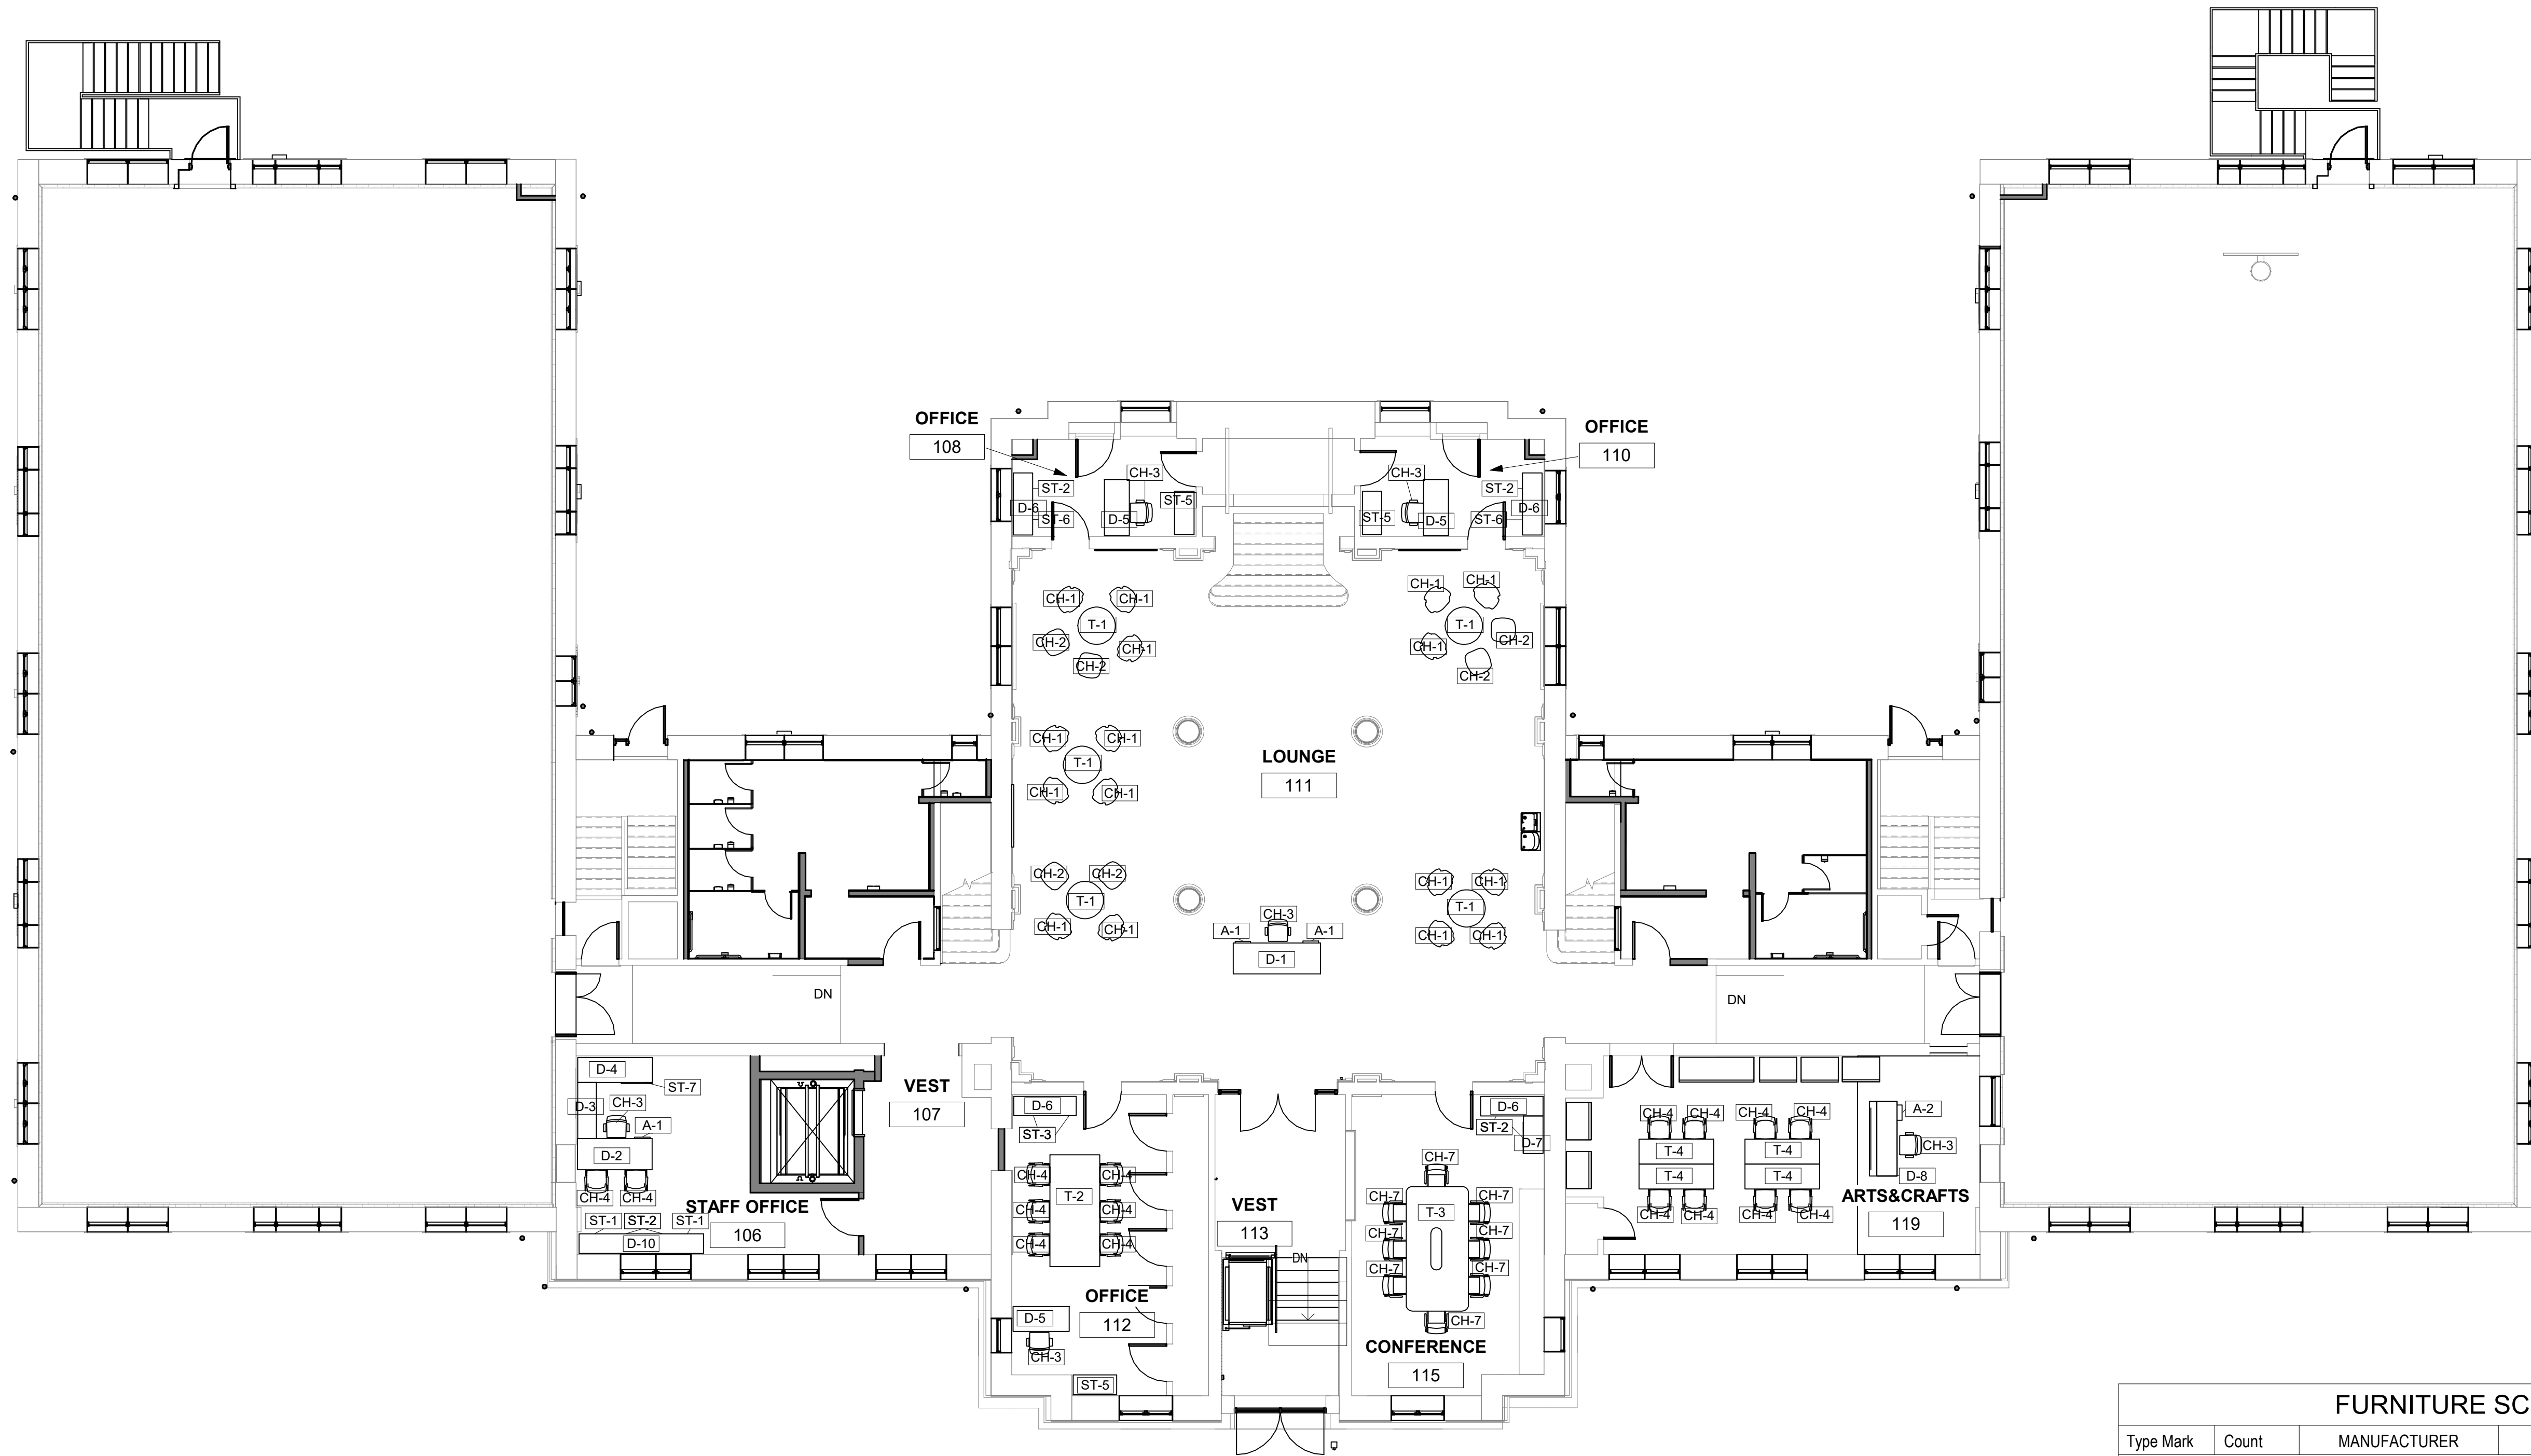 OFFICE
108
OFFICE
110
CH-3
CH-3
ST-2
ST-5
D-6
ST-6
D-5
ST-2
ST-5
D-5
ST-6
D-6
CH-1
CH-1
T-1
CH-2
CH-1
CH-2
CH-1
CH-1
T-1
CH-1
CH-2
CH-2
CH-1
CH-1
T-1
CH-1
CH-1
LOUNGE
111
CH-2
CH-2
T-1
CH-1
CH-1
CH-1
CH-1
T-1
CH-1
CH-1
CH-3
A-1
A-1
D-1
DN
DN
D-4
ST-7
D-3
CH-3
A-1
D-2
CH-4
CH-4
ST-1
ST-2
ST-1
D-10
STAFF OFFICE
106
VEST
107
D-6
ST-3
CH-4
CH-4
T-2
CH-4
CH-4
CH-4
CH-4
OFFICE
112
D-5
CH-3
ST-5
VEST
113
DN
D-6
ST-2
D-7
CH-7
CH-7
CH-7
T-3
CH-7
CH-7
CH-7
CH-7
CH-7
CONFERENCE
115
CH-4
CH-4
CH-4
CH-4
T-4
T-4
T-4
T-4
CH-4
CH-4
CH-4
CH-4
A-2
CH-3
D-8
ARTS&CRAFTS
119
FURNITURE SC
Type Mark Count MANUFACTURER